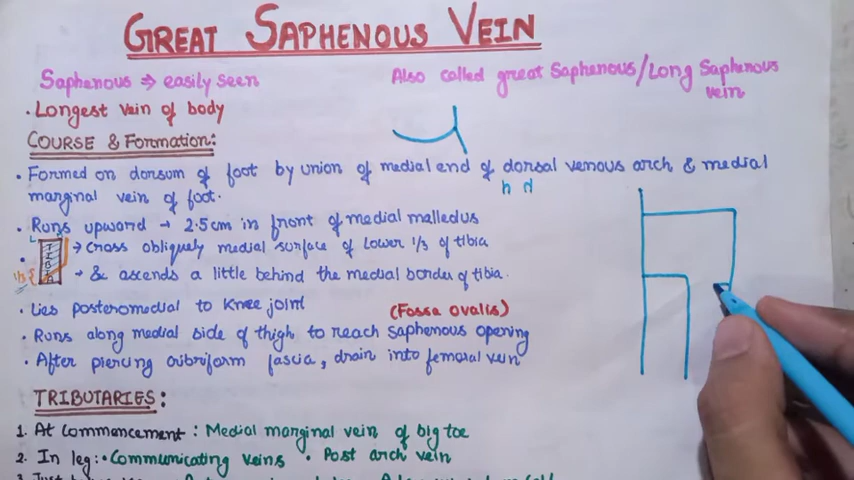 GREAT SAPHENOUS VEIN
Saphenous ⇒ easily seen
Also called great Saphenous/Long Saphenous
vein
• Longest vein of body
COURSE & Formation:
• Formed on dorsum of foot by union of medial end of dorsal venous arch & medial
marginal vein of foot.
h d
• Runs upward → 2.5cm in front of medial malledus
• → Cross obliquely medial surface of Lower 1/3 of tibia
L
TIBIA
1/3
→ & ascends a little behind the medial border of tibia.
• Lies posteromedial to Knee joint
(Fossa ovalis)
• Runs along medial side of thigh to reach saphenous opening
• After piercing cribriform fascia, drain into femoral vein
TRIBUTARIES:
1. At Commencement : Medial marginal vein of big toe
2. In leg: • Communicating veins • Post arch vein